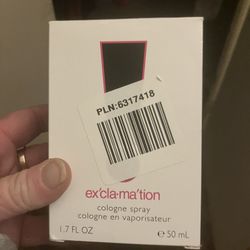 PLN:6317418
ex'cla·ma'tion
cologne spray
cologne en vaporisateur
1.7 FL OZ ℮ 50 mL